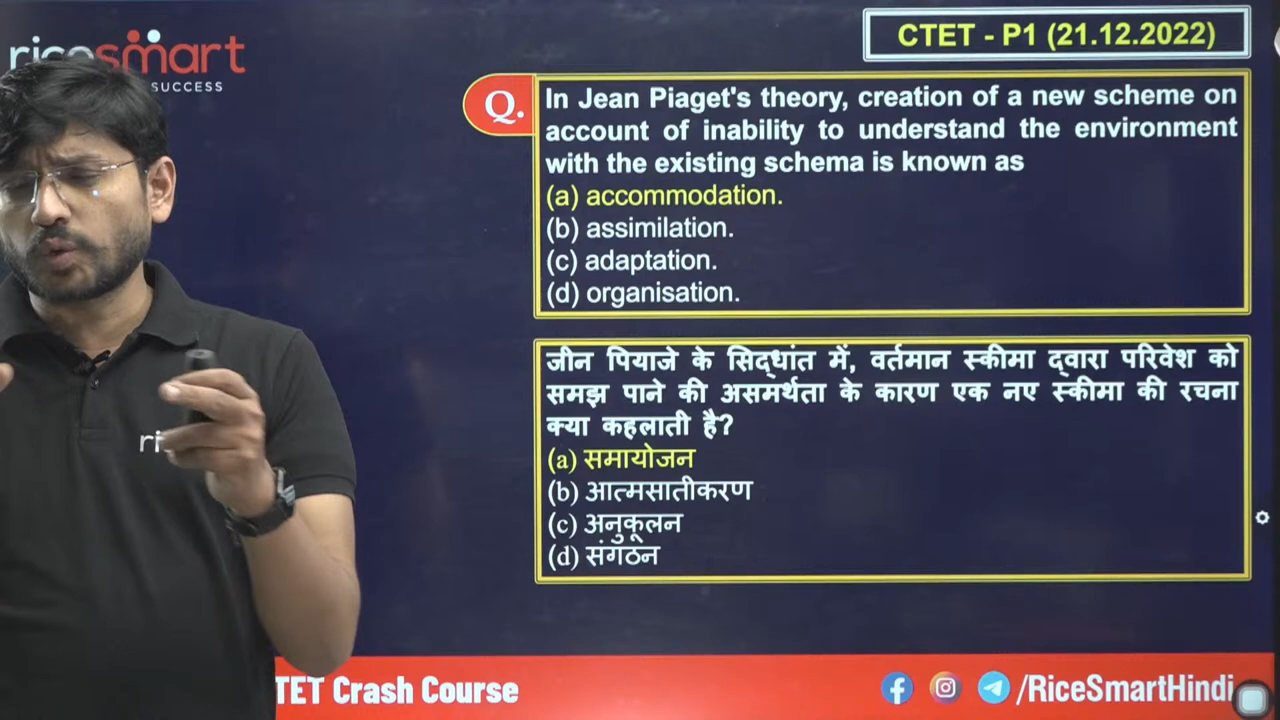 ricesmart
SUCCESS
CTET - P1 (21.12.2022)
Q.
In Jean Piaget's theory, creation of a new scheme on
account of inability to understand the environment
with the existing schema is known as
(a) accommodation.
(b) assimilation.
(c) adaptation.
(d) organisation.
जीन पियाजे के सिद्धांत में, वर्तमान स्कीमा द्वारा परिवेश को
समझ पाने की असमर्थता के कारण एक नए स्कीमा की रचना
क्या कहलाती है?
(a) समायोजन
(b) आत्मसातीकरण
(c) अनुकूलन
(d) संगठन
ri
TET Crash Course
/RiceSmartHindi